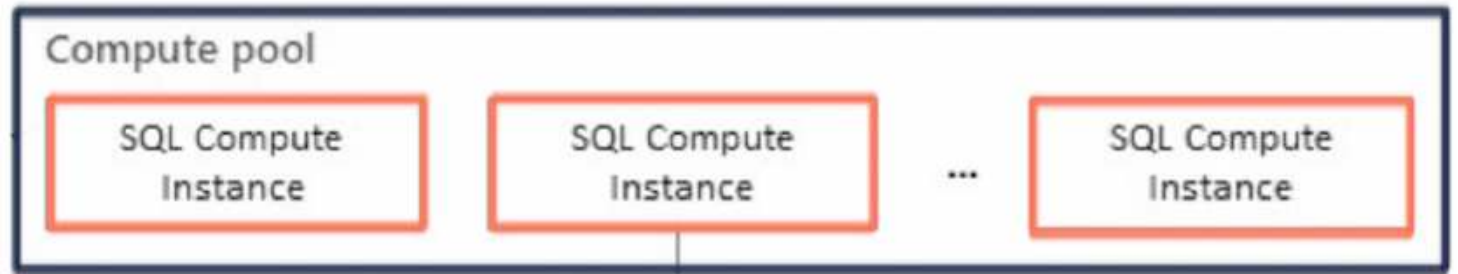 Compute pool
SQL Compute
Instance
SQL Compute
Instance
...
SQL Compute
Instance